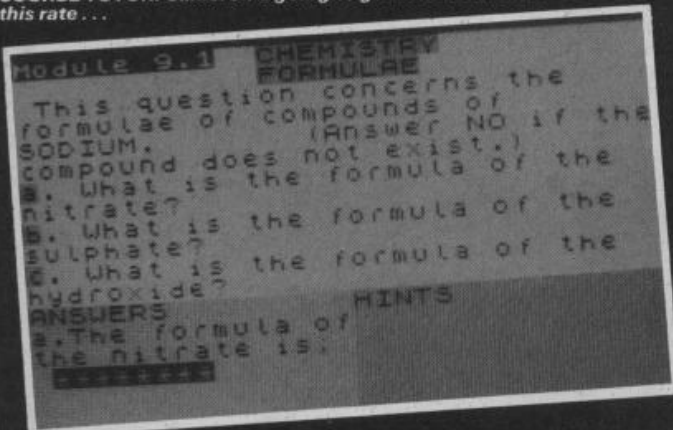 this rate...
Module 9.1 CHEMISTRY
FORMULAE
This question concerns the
formulae of compounds of
SODIUM. (Answer NO if the
compound does not exist.)
a. What is the formula of the
nitrate?
b. What is the formula of the
sulphate?
c. What is the formula of the
hydroxide?
ANSWERS HINTS
a.The formula of
the nitrate is:
********